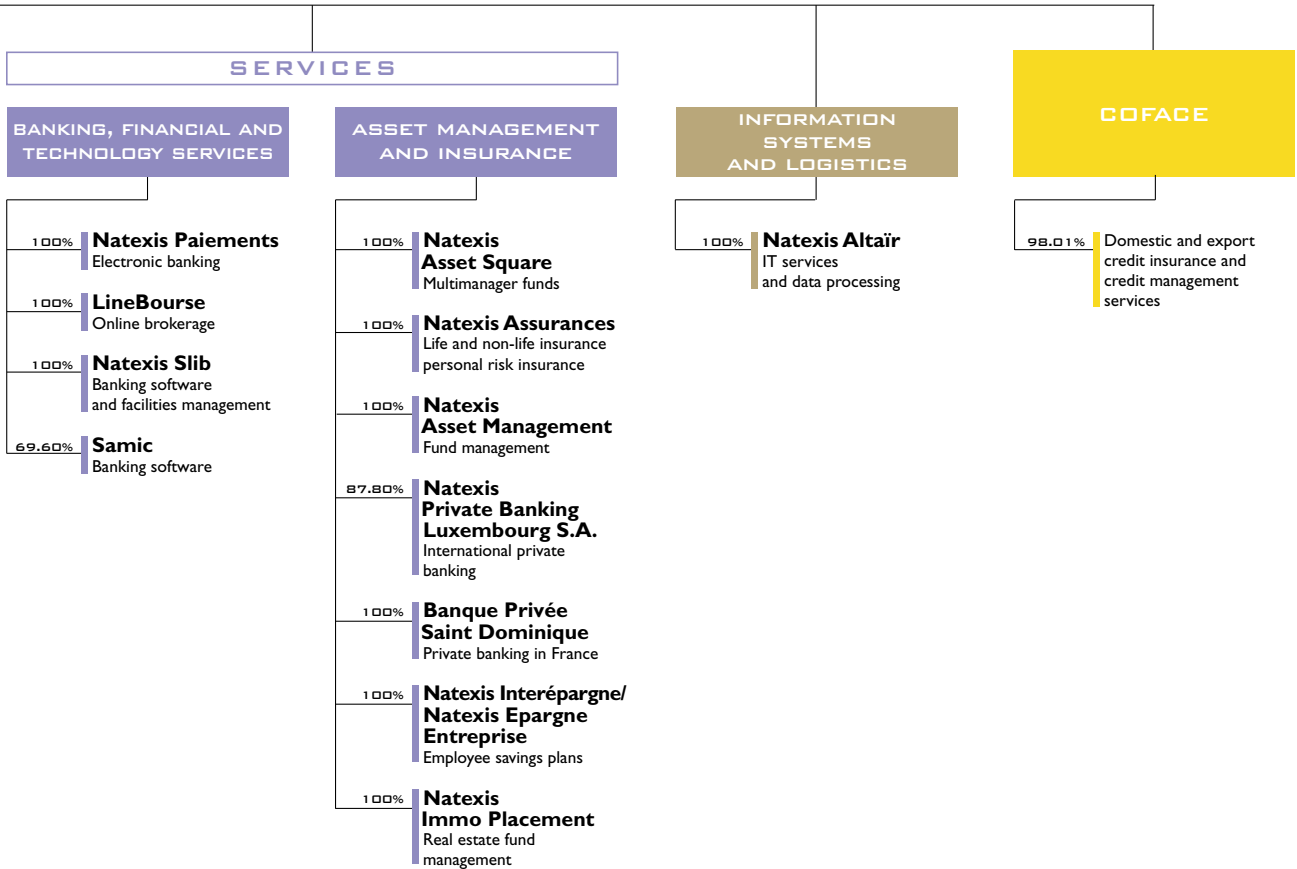 SERVICES
BANKING, FINANCIAL AND
TECHNOLOGY SERVICES
100% Natexis Paiements
Electronic banking
100% LineBourse
Online brokerage
100% Natexis Slib
Banking software
and facilities management
69.60% Samic
Banking software
ASSET MANAGEMENT
AND INSURANCE
100% Natexis
Asset Square
Multimanager funds
100% Natexis Assurances
Life and non-life insurance
personal risk insurance
100% Natexis
Asset Management
Fund management
87.80% Natexis
Private Banking
Luxembourg S.A.
International private
banking
100% Banque Privée
Saint Dominique
Private banking in France
100% Natexis Interépargne/
Natexis Epargne
Entreprise
Employee savings plans
100% Natexis
Immo Placement
Real estate fund
management
INFORMATION
SYSTEMS
AND LOGISTICS
100% Natexis Altaïr
IT services
and data processing
COFACE
98.01% Domestic and export
credit insurance and
credit management
services